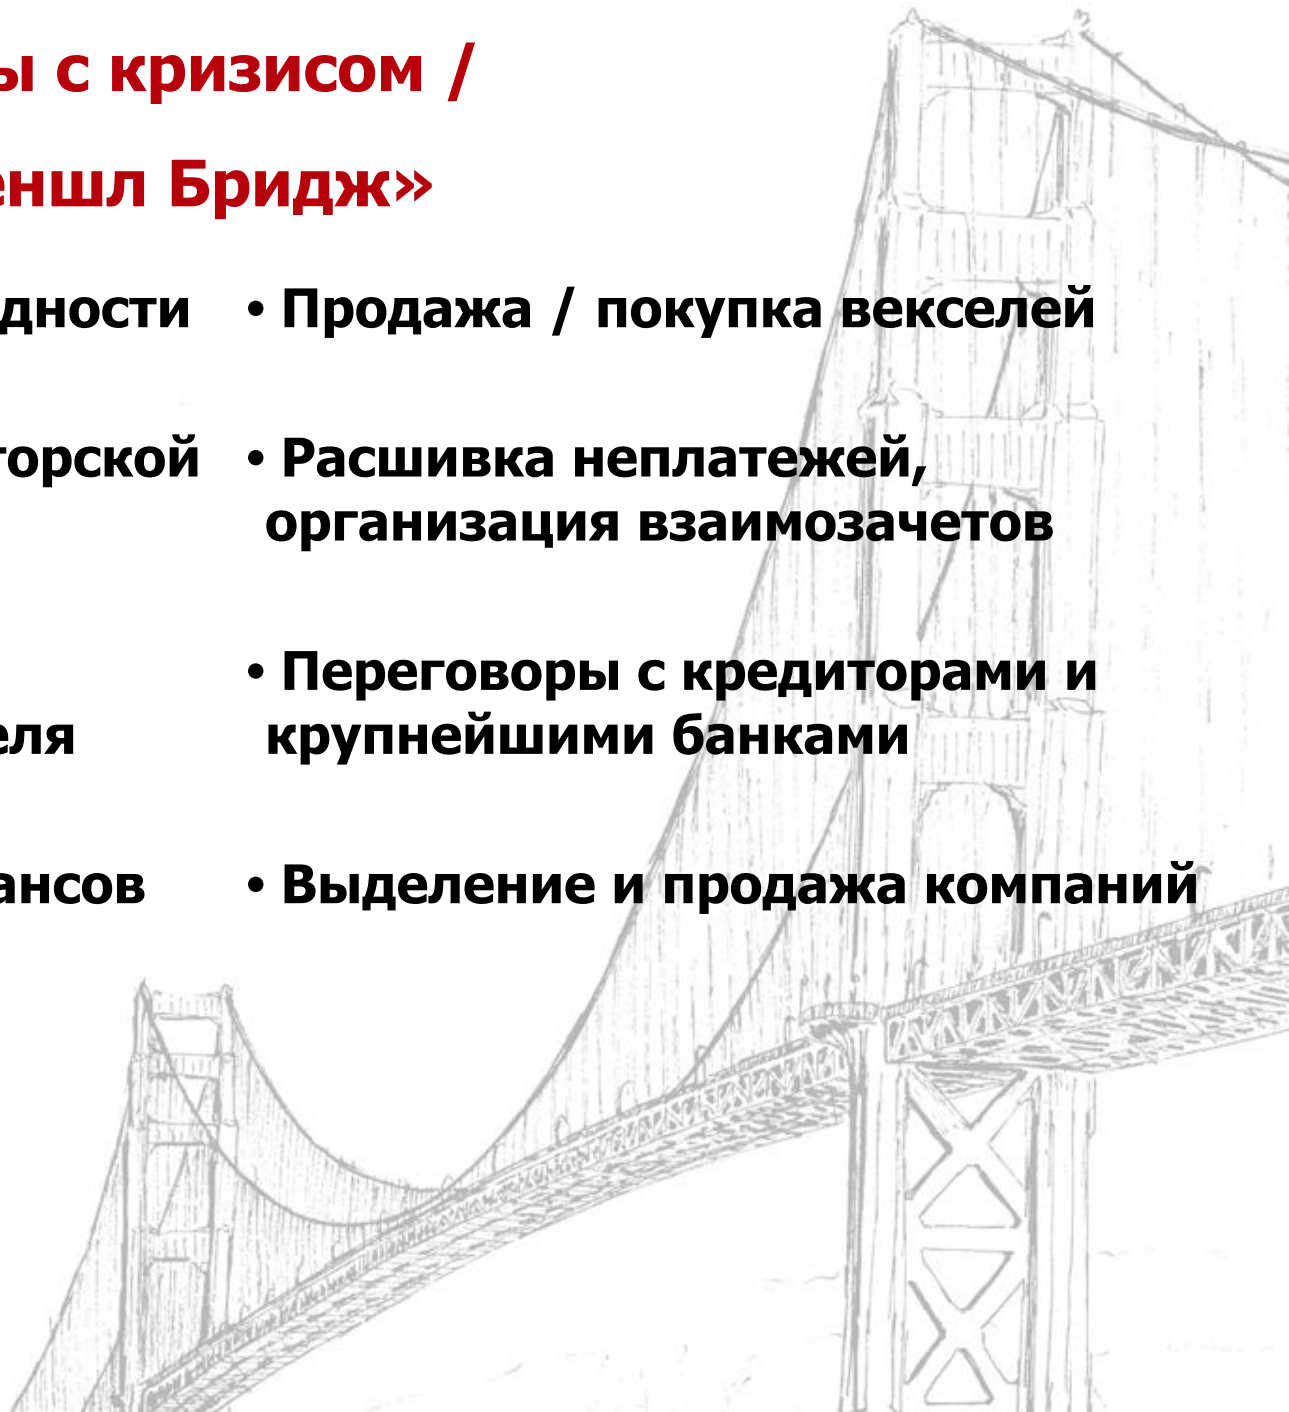 ы с кризисом /
еншл Бридж»
дности
торской
еля
ансов
• Продажа / покупка векселей
• Расшивка неплатежей,
организация взаимозачетов
• Переговоры с кредиторами и
крупнейшими банками
• Выделение и продажа компаний